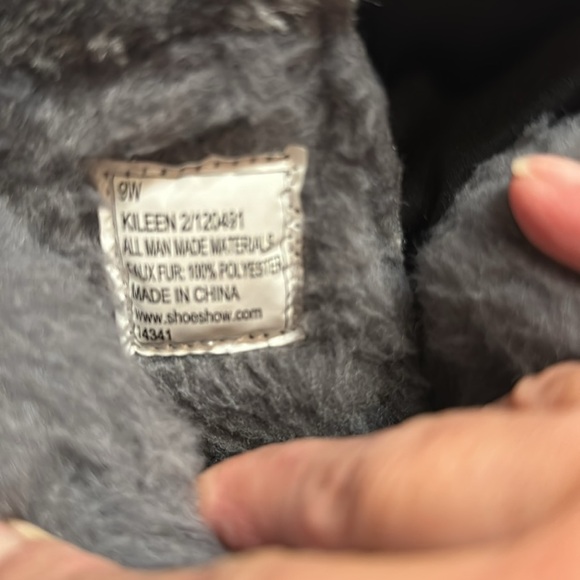 9W
KILEEN 2/120491
ALL MAN MADE MATERIALS
FAUX FUR: 100% POLYESTER
MADE IN CHINA
www.shoeshow.com
14341